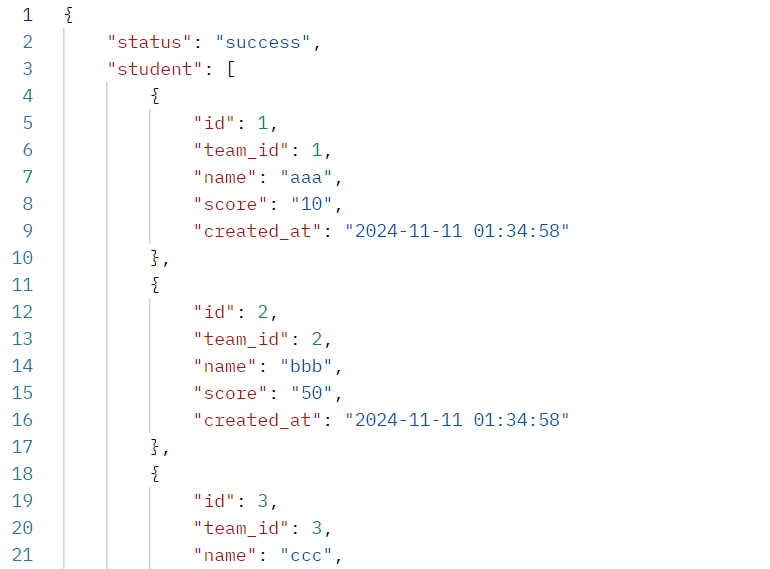 1 {
2 "status": "success",
3 "student": [
4 {
5 "id": 1,
6 "team_id": 1,
7 "name": "aaa",
8 "score": "10",
9 "created_at": "2024-11-11 01:34:58"
10 },
11 {
12 "id": 2,
13 "team_id": 2,
14 "name": "bbb",
15 "score": "50",
16 "created_at": "2024-11-11 01:34:58"
17 },
18 {
19 "id": 3,
20 "team_id": 3,
21 "name": "ccc",